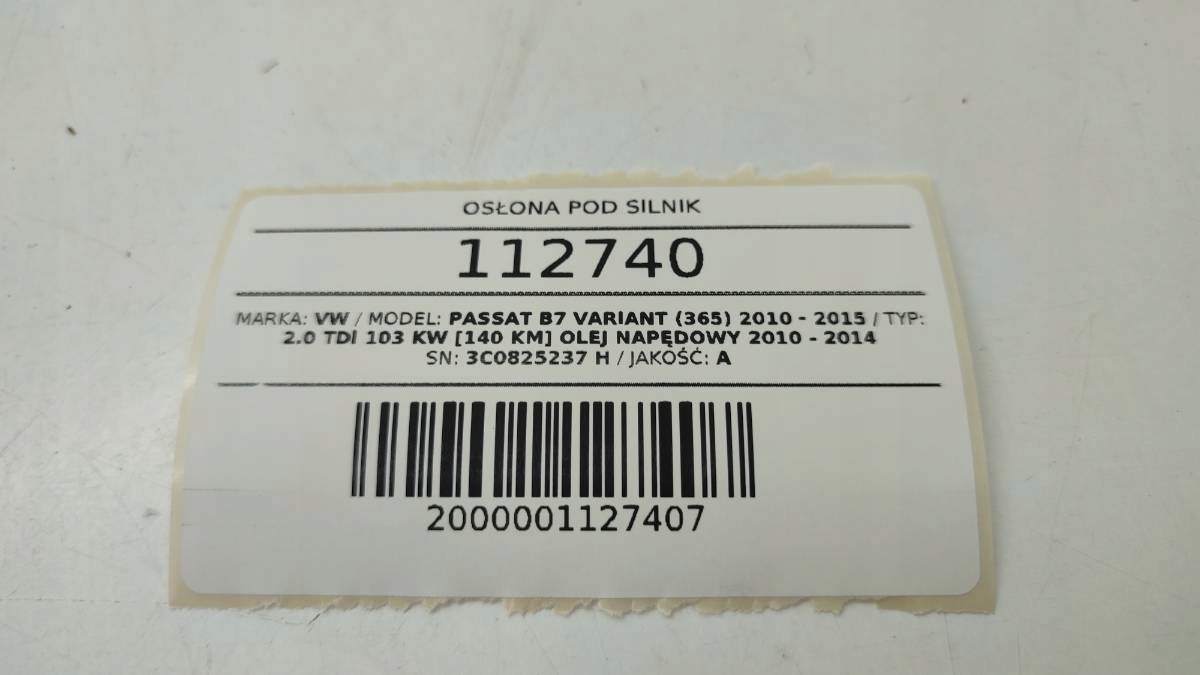 OSŁONA POD SILNIK
112740
MARKA: VW / MODEL: PASSAT B7 VARIANT (365) 2010 - 2015 / TYP:
2.0 TDI 103 KW [140 KM] OLEJ NAPĘDOWY 2010 - 2014
SN: 3C0825237 H / JAKOŚĆ: A
2000001127407